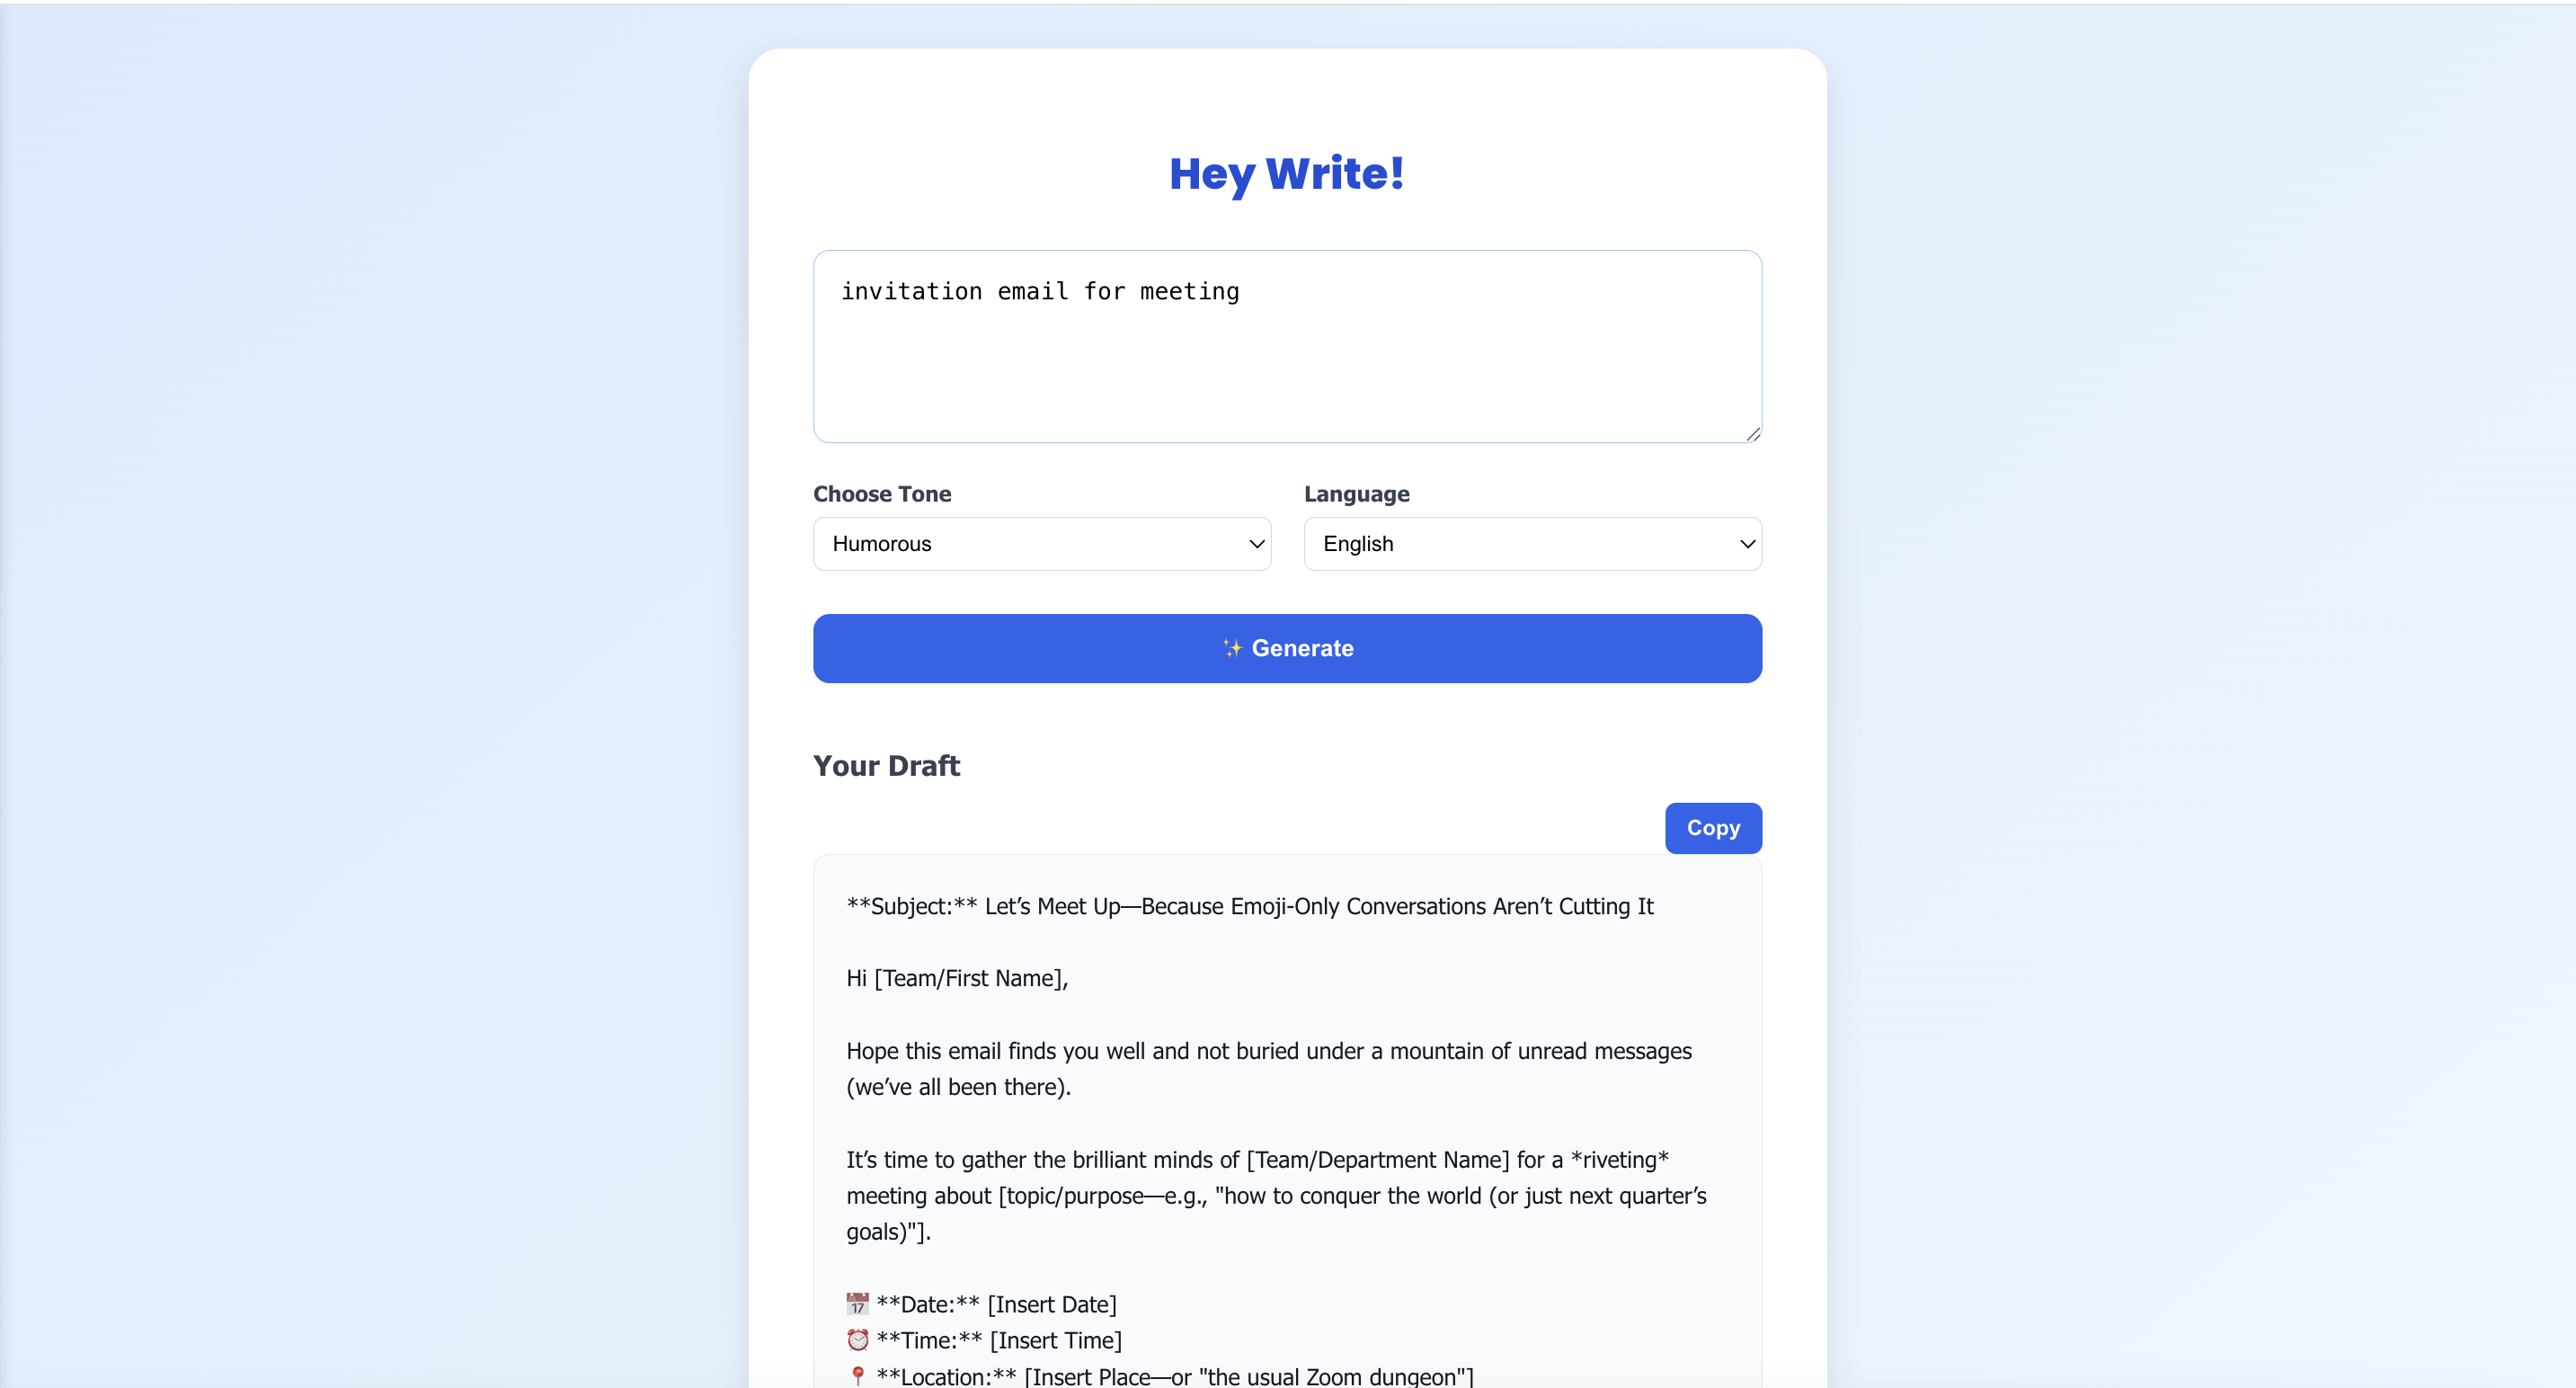 Hey Write!
invitation email for meeting
Choose Tone
Language
Humorous
English
✨ Generate
Your Draft
Copy
**Subject:** Let’s Meet Up—Because Emoji-Only Conversations Aren’t Cutting It
Hi [Team/First Name],
Hope this email finds you well and not buried under a mountain of unread messages
(we’ve all been there).
It’s time to gather the brilliant minds of [Team/Department Name] for a *riveting*
meeting about [topic/purpose—e.g., "how to conquer the world (or just next quarter’s
goals)"].
📅 **Date:** [Insert Date]
⏰ **Time:** [Insert Time]
📍 **Location:** [Insert Place—or "the usual Zoom dungeon"]